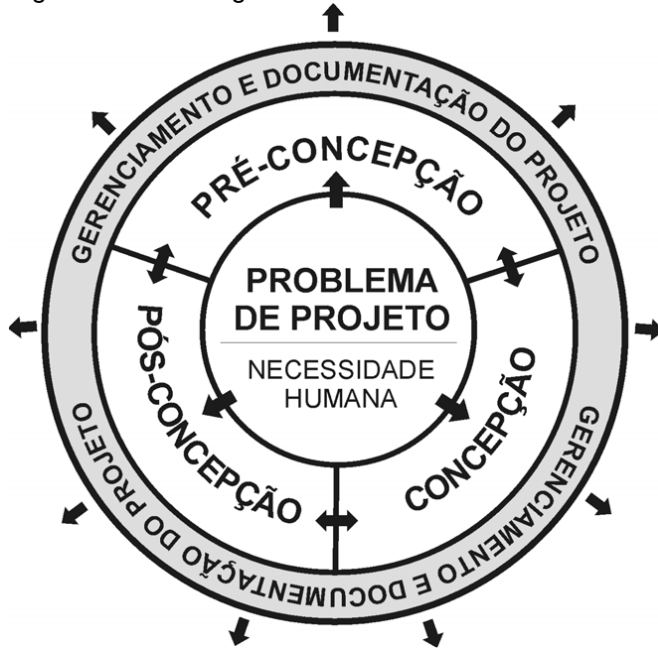 GERENCIAMENTO E DOCUMENTAÇÃO DO PROJETO
PRÉ-CONCEPÇÃO
PROBLEMA
DE PROJETO
NECESSIDADE
HUMANA
PÓS-CONCEPÇÃO
CONCEPÇÃO
GERENCIAMENTO E DOCUMENTAÇÃO DO PROJETO